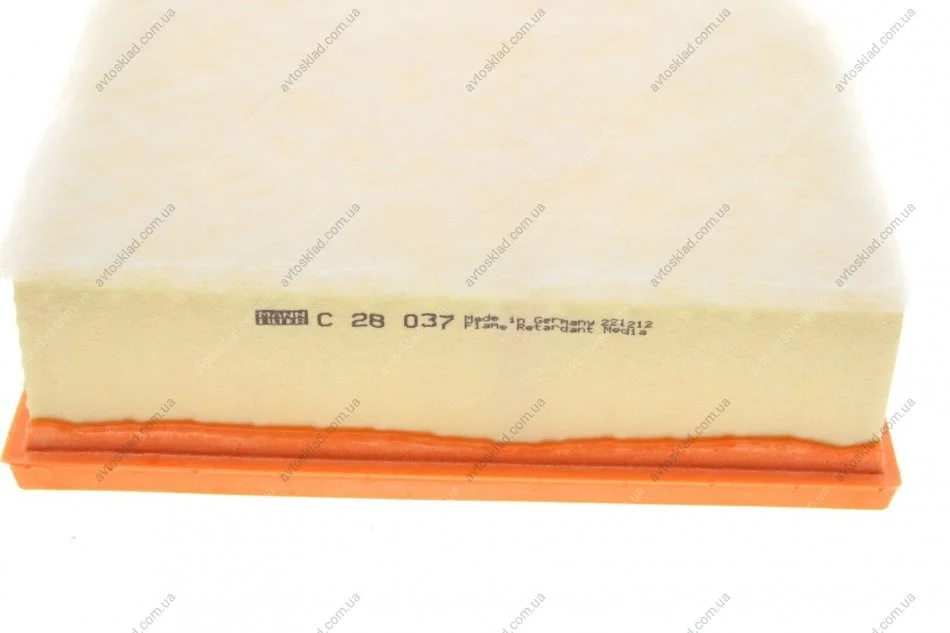 MANN FILTER C 28 037 Made in Germany 221212
Flame Retardant Media
avtosklad.com.ua